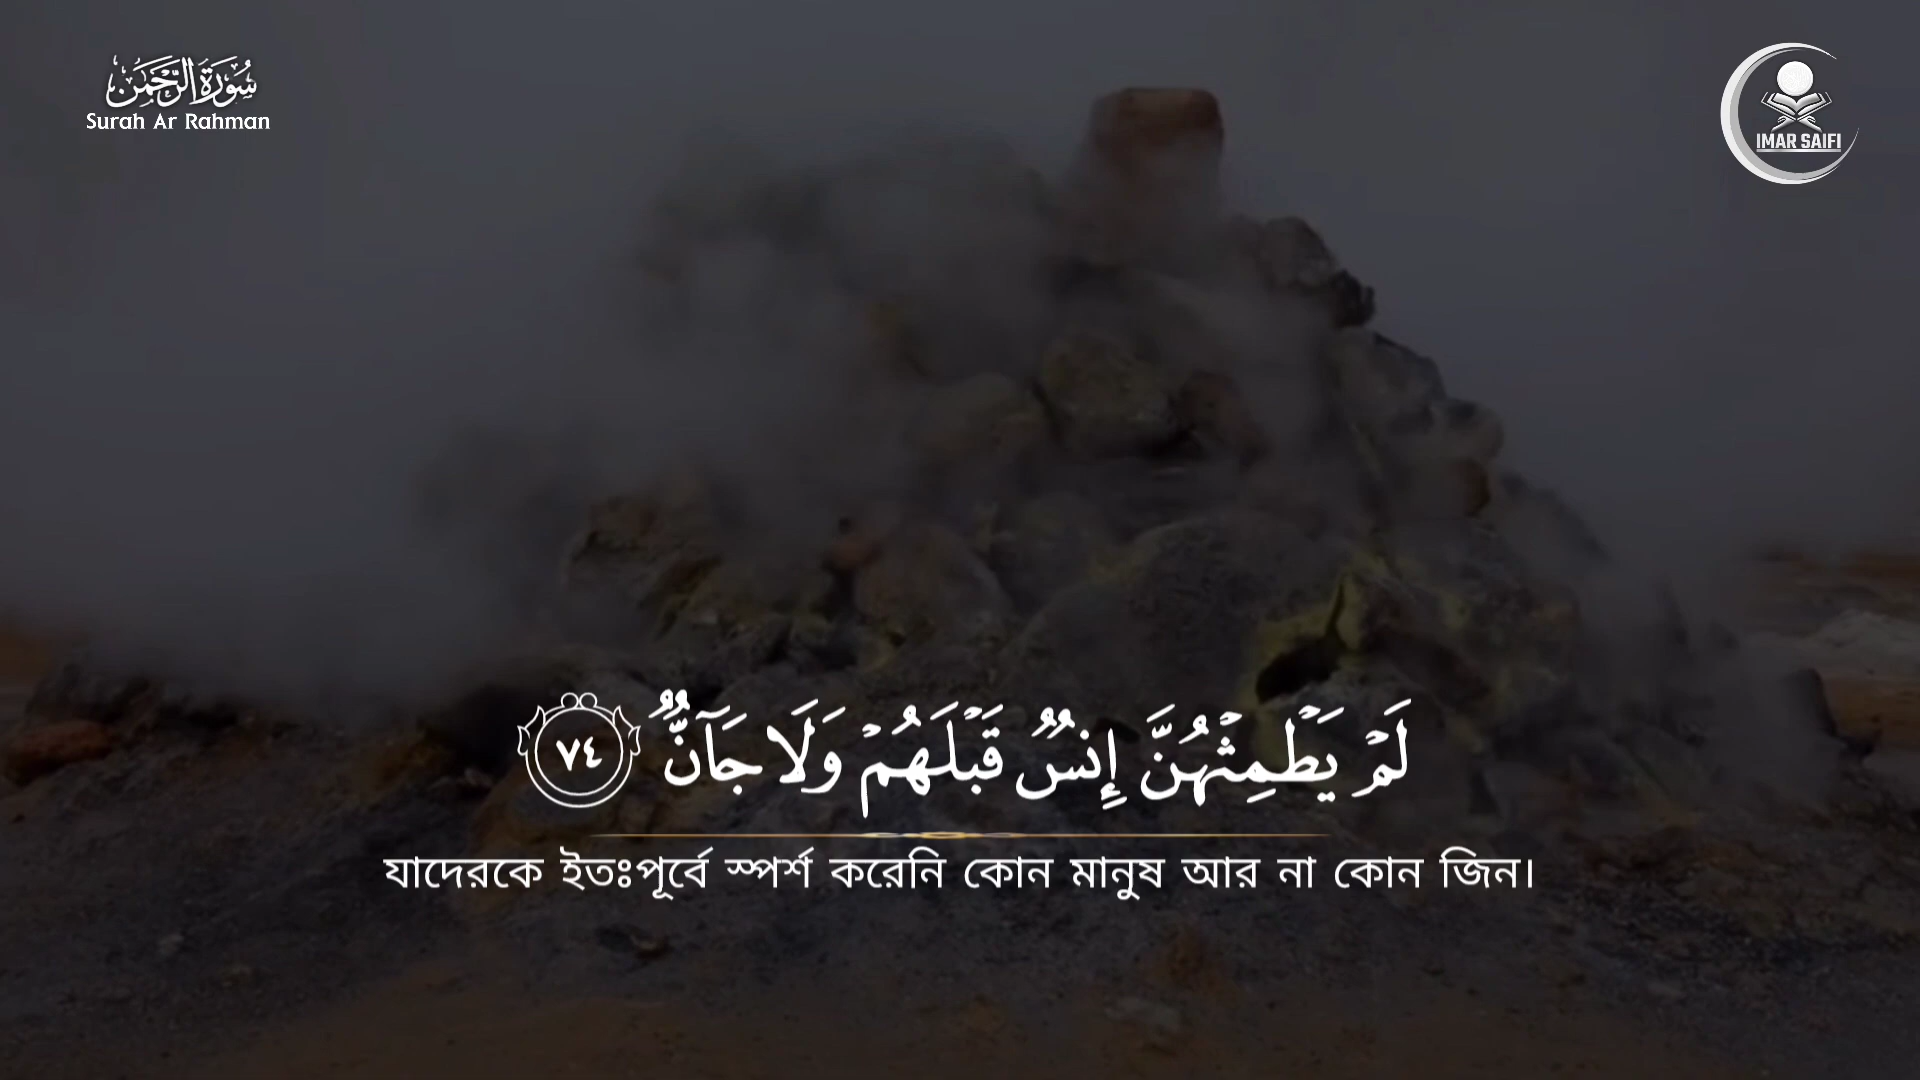 سُورَةُ الرَّحْمَن
Surah Ar Rahman
IMAR SAIFI
لَمْ يَطْمِثْهُنَّ إِنسٌ قَبْلَهُمْ وَلَا جَآنٌّ ٧٤
যাদেরকে ইতঃপূর্বে স্পর্শ করেনি কোন মানুষ আর না কোন জিন।